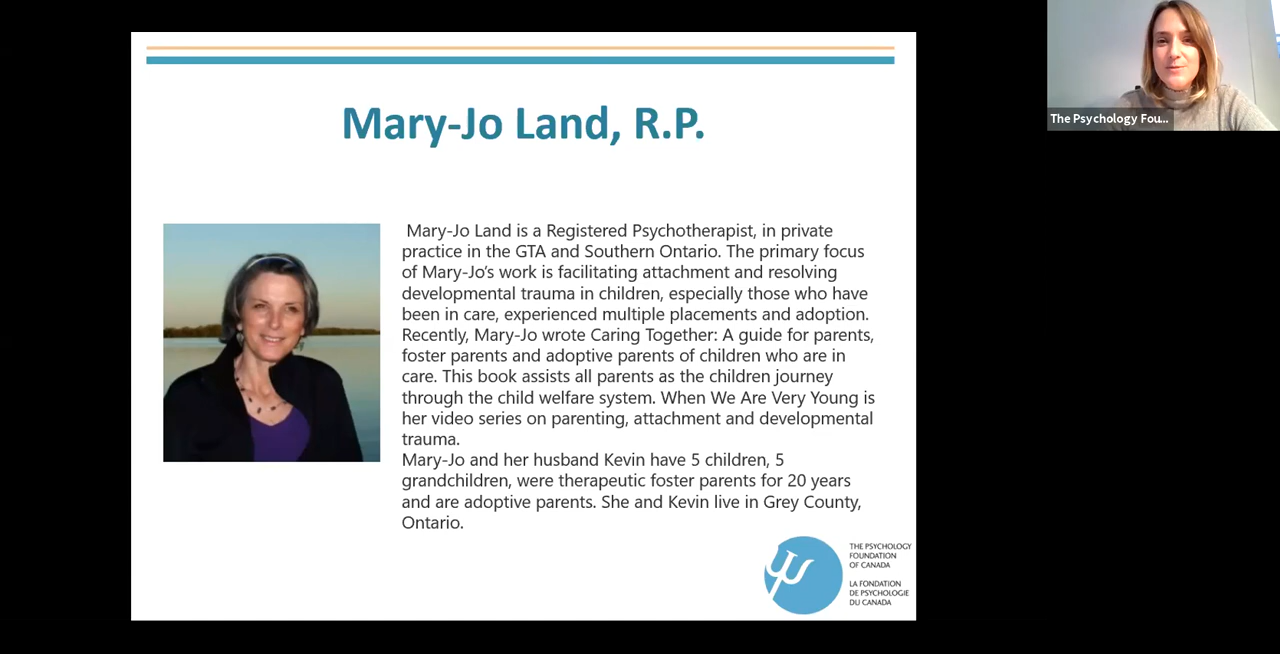 Mary-Jo Land, R.P.
Mary-Jo Land is a Registered Psychotherapist, in private
practice in the GTA and Southern Ontario. The primary focus
of Mary-Jo's work is facilitating attachment and resolving
developmental trauma in children, especially those who have
been in care, experienced multiple placements and adoption.
Recently, Mary-Jo wrote Caring Together: A guide for parents,
foster parents and adoptive parents of children who are in
care. This book assists all parents as the children journey
through the child welfare system. When We Are Very Young is
her video series on parenting, attachment and developmental
trauma.
Mary-Jo and her husband Kevin have 5 children, 5
grandchildren, were therapeutic foster parents for 20 years
and are adoptive parents. She and Kevin live in Grey County,
Ontario.
THE PSYCHOLOGY
FOUNDATION
OF CANADA
LA FONDATION
DE PSYCHOLOGIE
DU CANADA
The Psychology Fou...